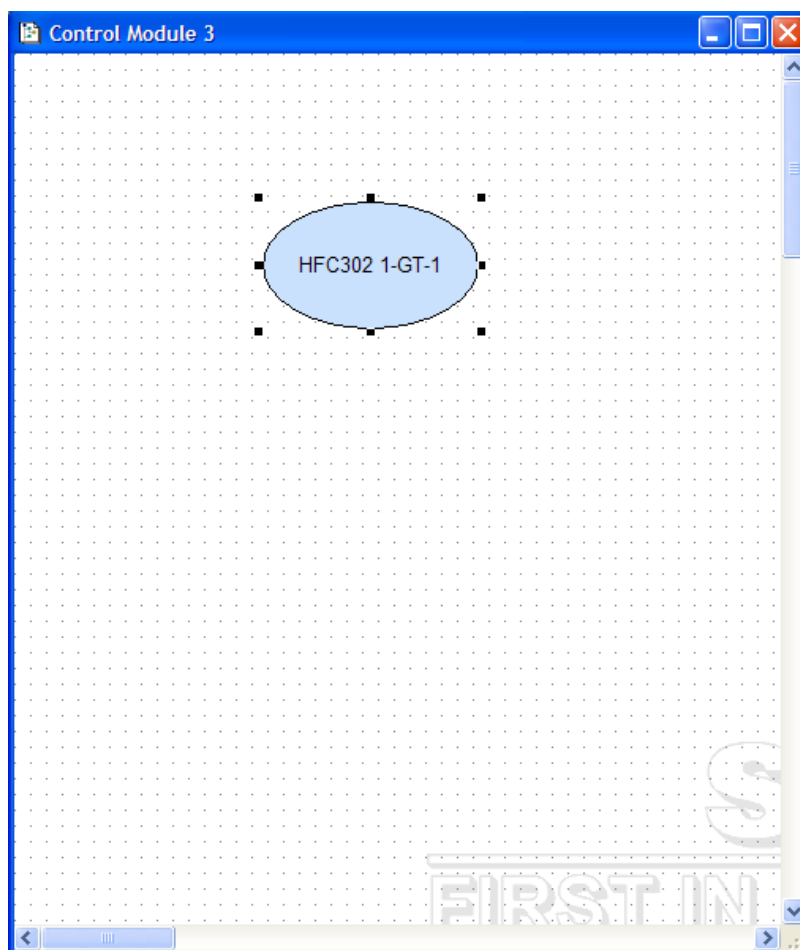 Control Module 3
HFC302 1-GT-1
S
FIRST IN